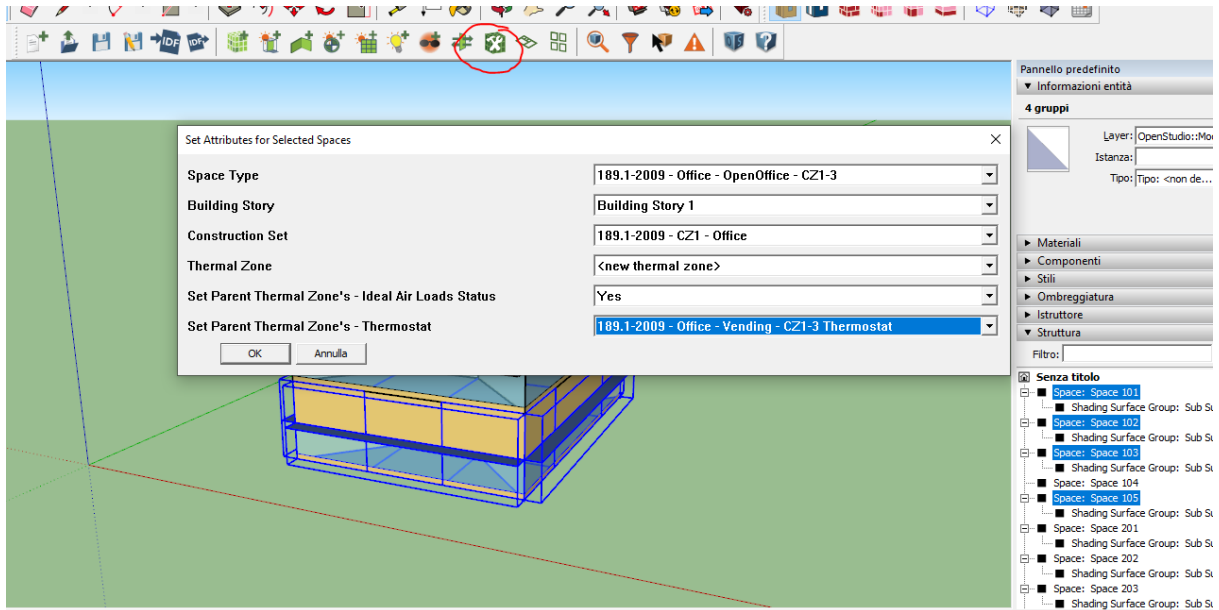 IDF
IDF
Pannello predefinito
▼ Informazioni entità
4 gruppi
Layer: OpenStudio::Mo
Istanza:
Tipo: Tipo: <non de...
Set Attributes for Selected Spaces
Space Type 189.1-2009 - Office - OpenOffice - CZ1-3
Building Story Building Story 1
Construction Set 189.1-2009 - CZ1 - Office
Thermal Zone <new thermal zone>
Set Parent Thermal Zone's - Ideal Air Loads Status Yes
Set Parent Thermal Zone's - Thermostat 189.1-2009 - Office - Vending - CZ1-3 Thermostat
OK Annulla
► Materiali
► Componenti
► Stili
► Ombreggiatura
► Istruttore
▼ Struttura
Filtro:
Senza titolo
Space: Space 101
Shading Surface Group: Sub Su
Space: Space 102
Shading Surface Group: Sub Su
Space: Space 103
Shading Surface Group: Sub Su
Space: Space 104
Space: Space 105
Shading Surface Group: Sub Su
Space: Space 201
Shading Surface Group: Sub Su
Space: Space 202
Shading Surface Group: Sub Su
Space: Space 203
Shading Surface Group: Sub Su